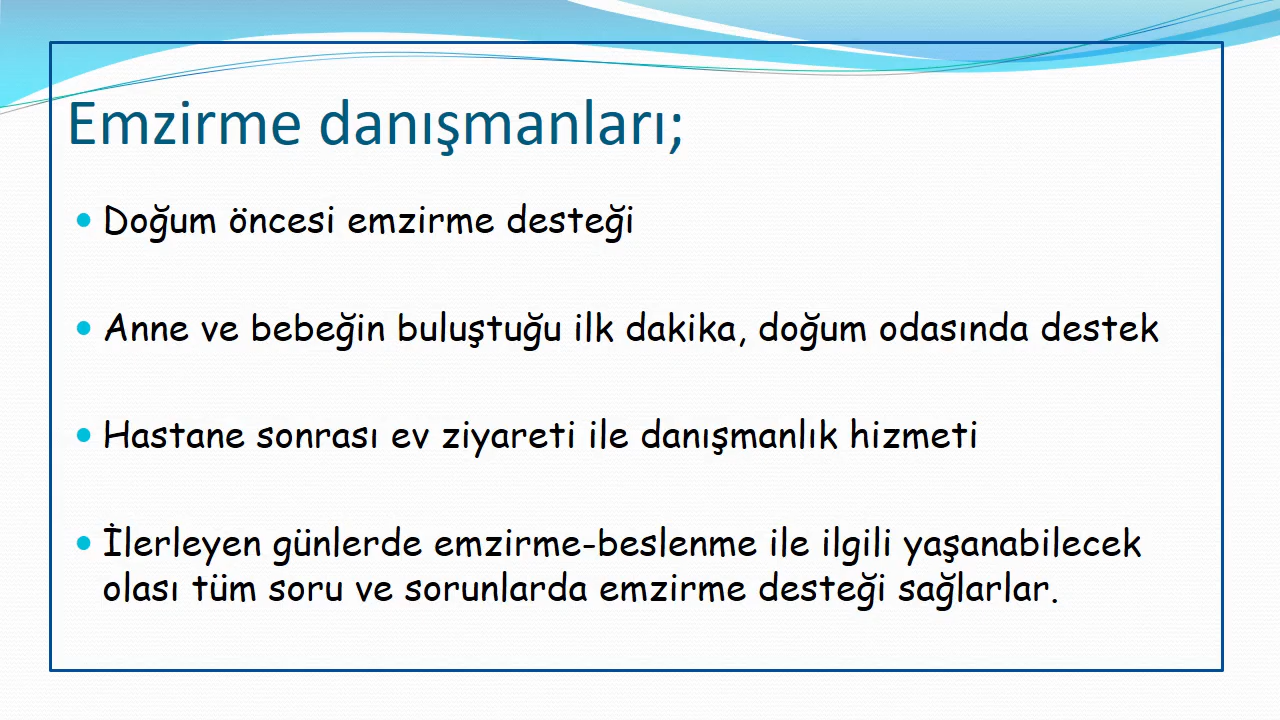 Emzirme danışmanları;
• Doğum öncesi emzirme desteği
• Anne ve bebeğin buluştuğu ilk dakika, doğum odasında destek
• Hastane sonrası ev ziyareti ile danışmanlık hizmeti
• İlerleyen günlerde emzirme-beslenme ile ilgili yaşanabilecek
olası tüm soru ve sorunlarda emzirme desteği sağlarlar.